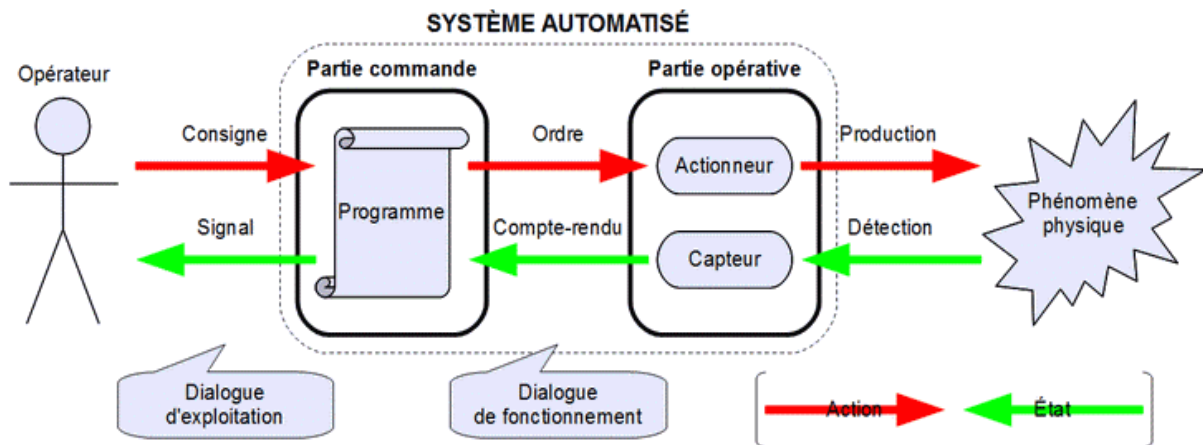 SYSTÈME AUTOMATISÉ
Opérateur
Partie commande
Partie opérative
Consigne
Ordre
Production
Programme
Actionneur
Phénomène
physique
Signal
Compte-rendu
Détection
Capteur
Dialogue
d'exploitation
Dialogue
de fonctionnement
Action
État